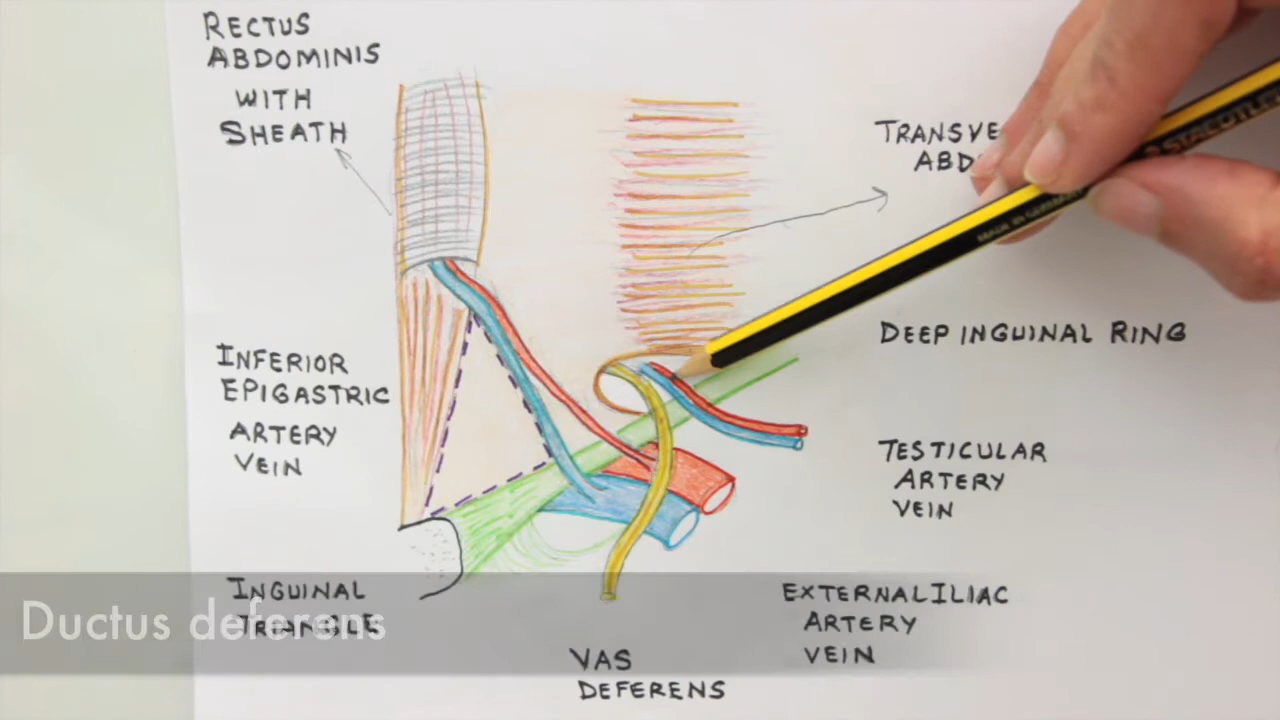 RECTUS
ABDOMINIS
WITH
SHEATH
TRANSVE
ABD
DEEP INGUINAL RING
INFERIOR
EPIGASTRIC
ARTERY
VEIN
TESTICULAR
ARTERY
VEIN
INGUINAL
TRIANGLE
Ductus deferens
EXTERNAL ILIAC
ARTERY
VEIN
VAS
DEFERENS